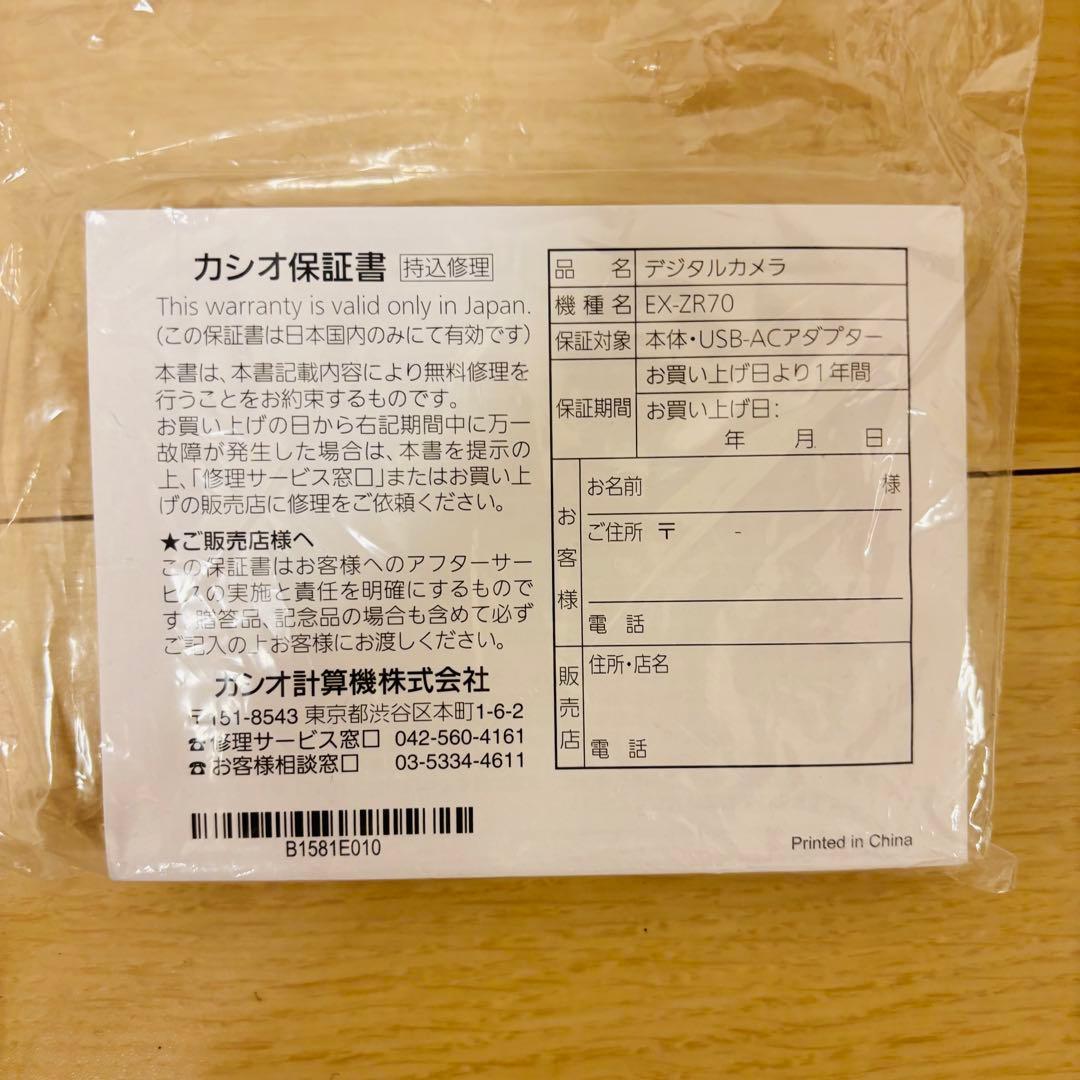 カシオ保証書 持込修理
This warranty is valid only in Japan.
(この保証書は日本国内のみにて有効です)
本書は、本書記載内容により無料修理を
行うことをお約束するものです。
お買い上げの日から右記期間中に万一
故障が発生した場合は、本書を提示の
上、「修理サービス窓口」またはお買い上
げの販売店に修理をご依頼ください。
★ご販売店様へ
この保証書はお客様へのアフターサー
ビスの実施と責任を明確にするもので
す。贈答品、記念品の場合も含めて必ず
ご記入の上お客様にお渡しください。
カシオ計算機株式会社
〒151-8543 東京都渋谷区本町1-6-2
☎修理サービス窓口 042-560-4161
☎お客様相談窓口 03-5334-4611
B1581E010
品名 デジタルカメラ
機種名 EX-ZR70
保証対象 本体・USB-ACアダプター
保証期間 お買い上げ日より1年間
お買い上げ日:
年 月 日
お客様
お名前 様
ご住所 〒 -
電話
販売店
住所・店名
電話
Printed in China